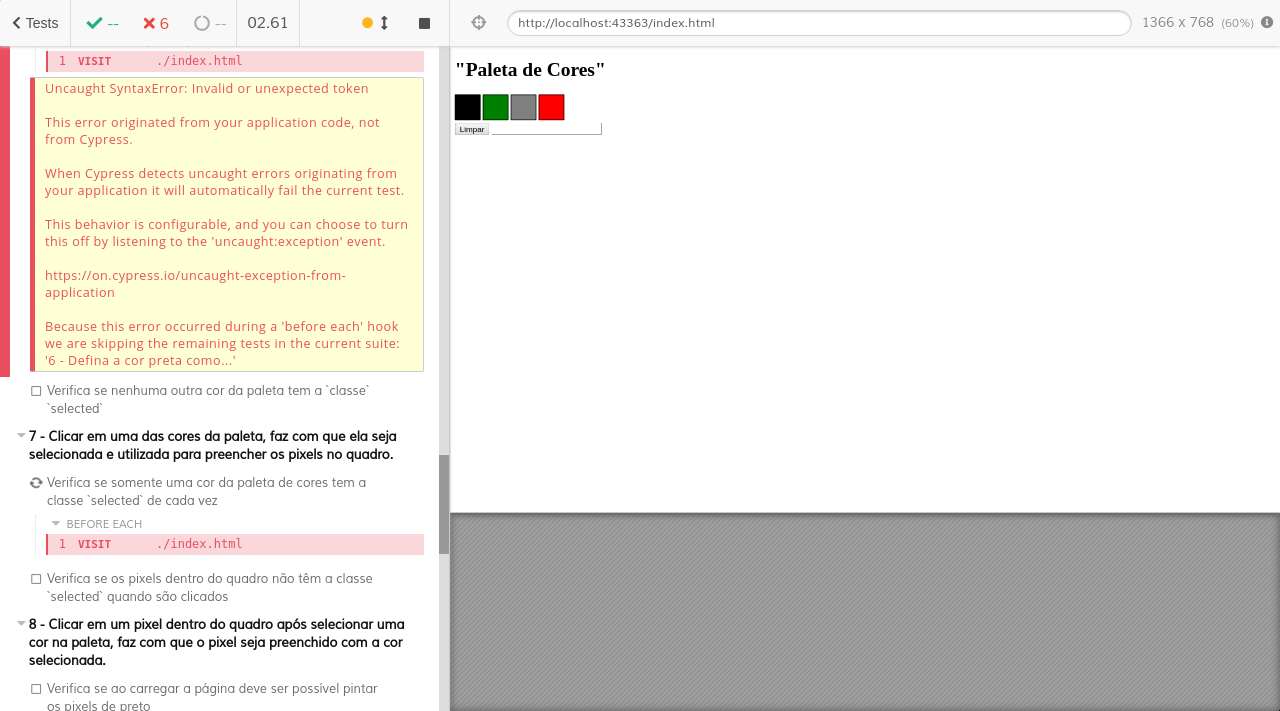 Tests
--
6
--
02.61
http://localhost:43363/index.html
1366 x 768 (60%)
1 VISIT ./index.html
Uncaught SyntaxError: Invalid or unexpected token
This error originated from your application code, not
from Cypress.
When Cypress detects uncaught errors originating from
your application it will automatically fail the current test.
This behavior is configurable, and you can choose to turn
this off by listening to the 'uncaught:exception' event.
https://on.cypress.io/uncaught-exception-from-
application
Because this error occurred during a 'before each' hook
we are skipping the remaining tests in the current suite:
'6 - Defina a cor preta como...'
Verifica se nenhuma outra cor da paleta tem a `classe`
`selected`
7 - Clicar em uma das cores da paleta, faz com que ela seja
selecionada e utilizada para preencher os pixels no quadro.
Verifica se somente uma cor da paleta de cores tem a
classe `selected` de cada vez
BEFORE EACH
1 VISIT ./index.html
Verifica se os pixels dentro do quadro não têm a classe
`selected` quando são clicados
8 - Clicar em um pixel dentro do quadro após selecionar uma
cor na paleta, faz com que o pixel seja preenchido com a cor
selecionada.
Verifica se ao carregar a página deve ser possível pintar
os pixels de preto
"Paleta de Cores"
Limpar